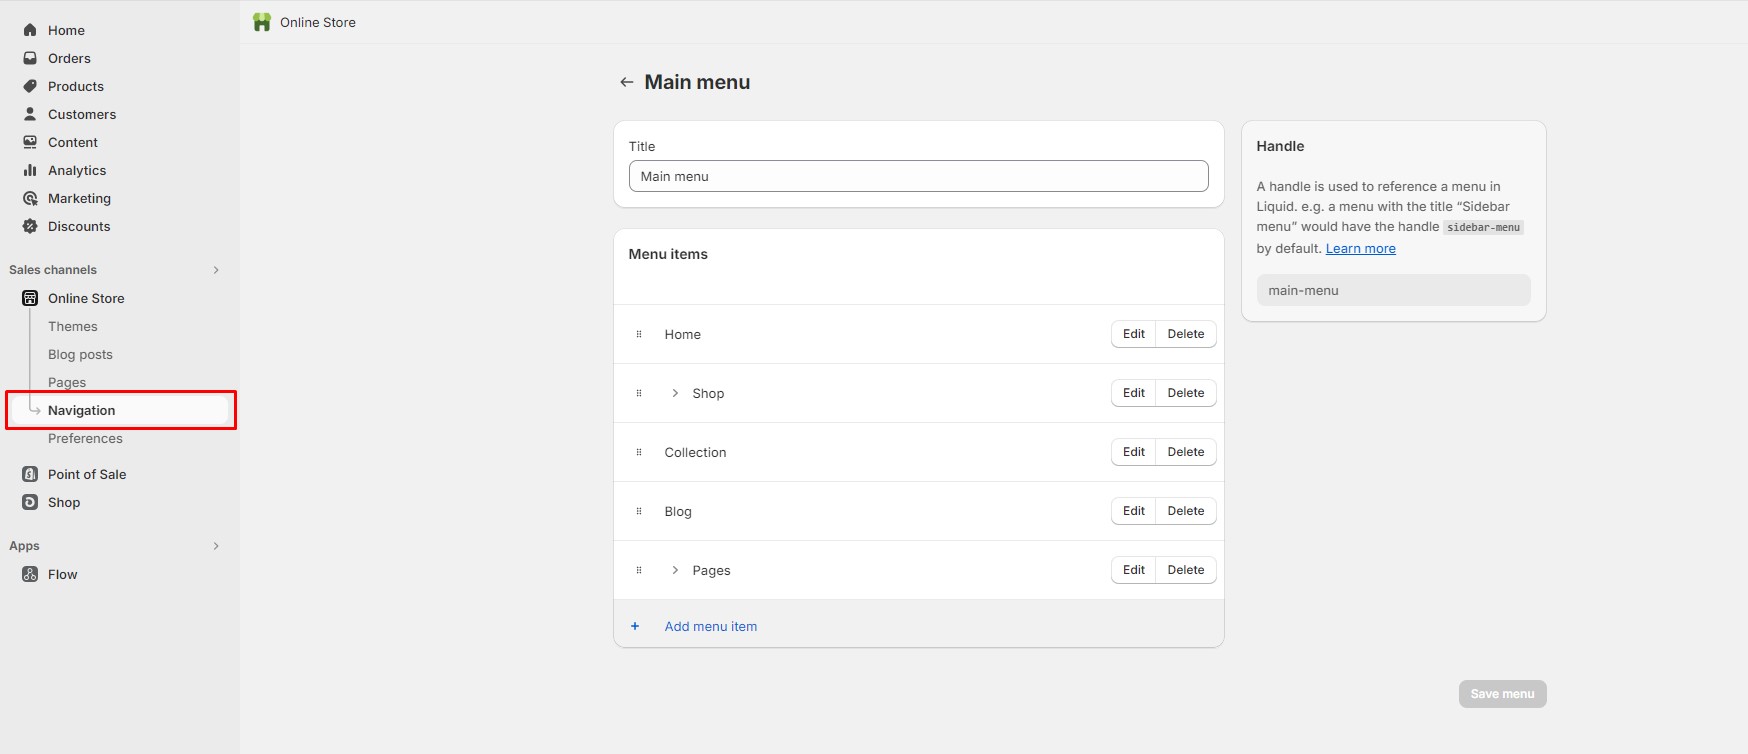 Home
Orders
Products
Customers
Content
Analytics
Marketing
Discounts
Sales channels
Online Store
Themes
Blog posts
Pages
Navigation
Preferences
Point of Sale
Shop
Apps
Flow
Online Store
Main menu
Title
Main menu
Menu items
Home Edit Delete
Shop Edit Delete
Collection Edit Delete
Blog Edit Delete
Pages Edit Delete
+ Add menu item
Handle
A handle is used to reference a menu in
Liquid. e.g. a menu with the title “Sidebar
menu” would have the handle sidebar-menu
by default. Learn more
main-menu
Save menu